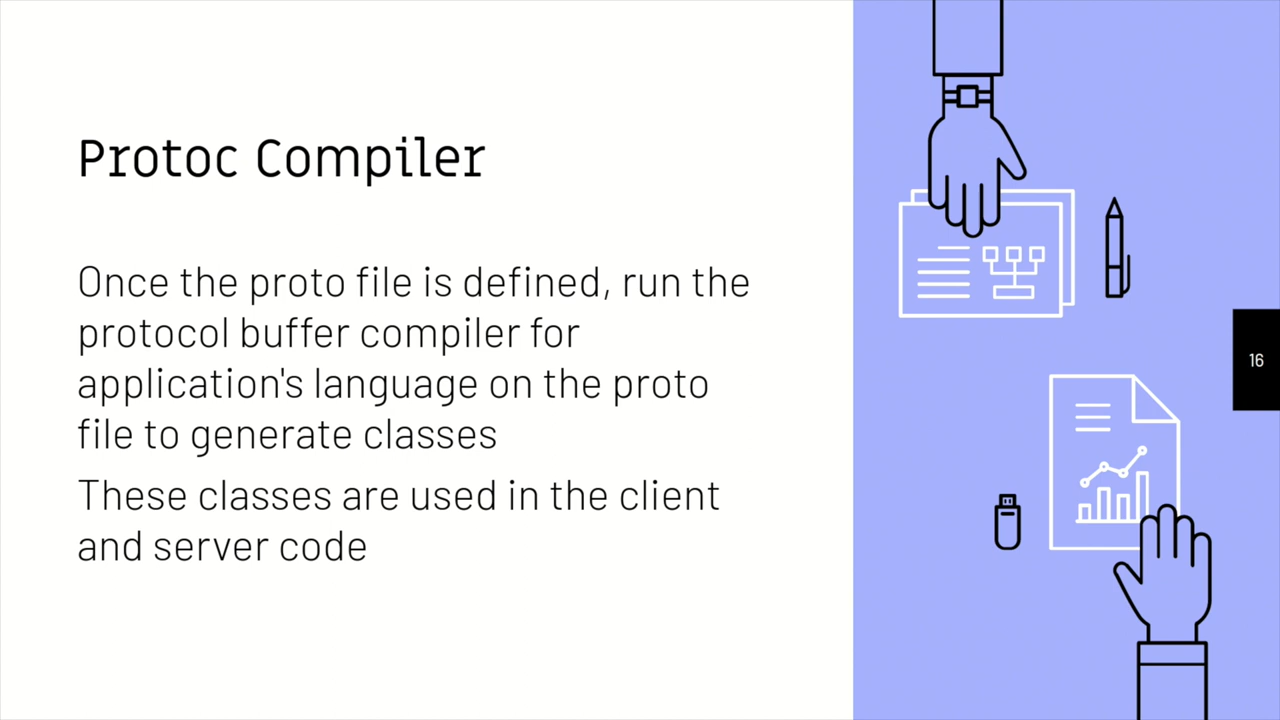 Protoc Compiler
Once the proto file is defined, run the
protocol buffer compiler for
application's language on the proto
file to generate classes
These classes are used in the client
and server code
16